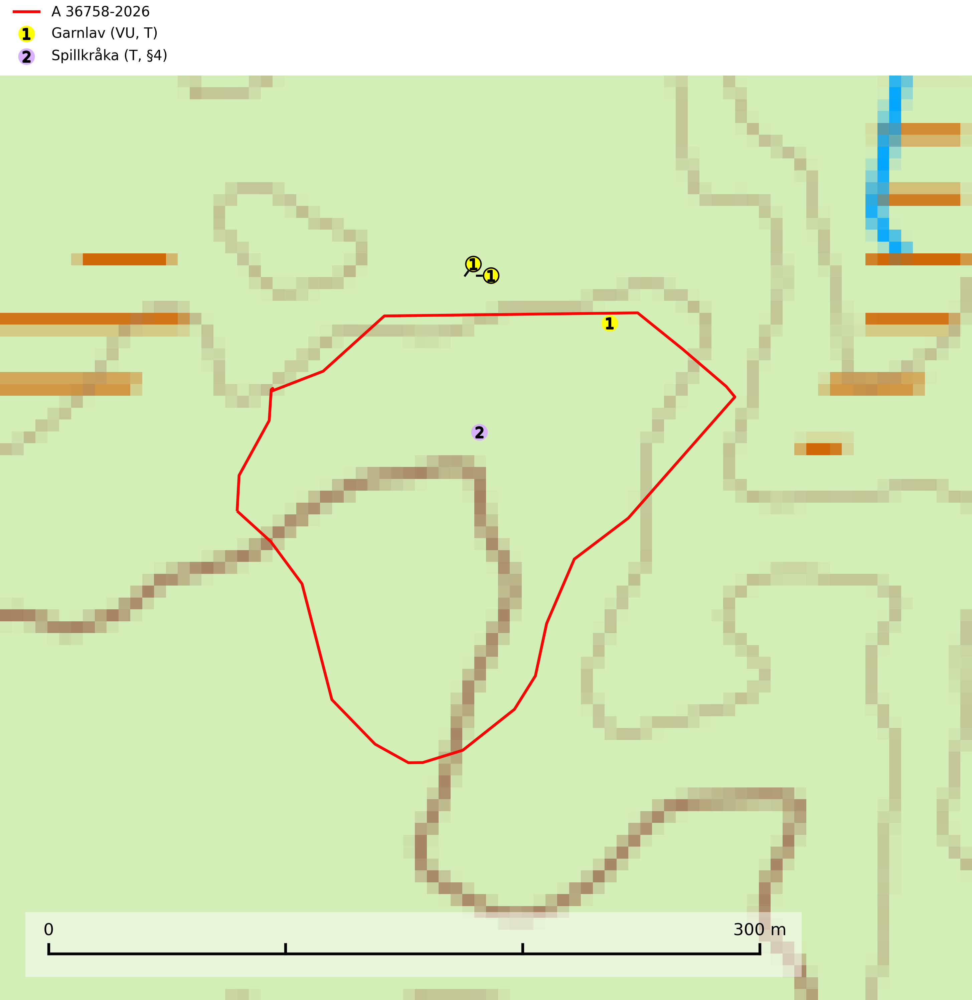 A 36758-2026
1 Garnlav (VU, T)
2 Spillkråka (T, §4)
1
1
1
2
0 300 m